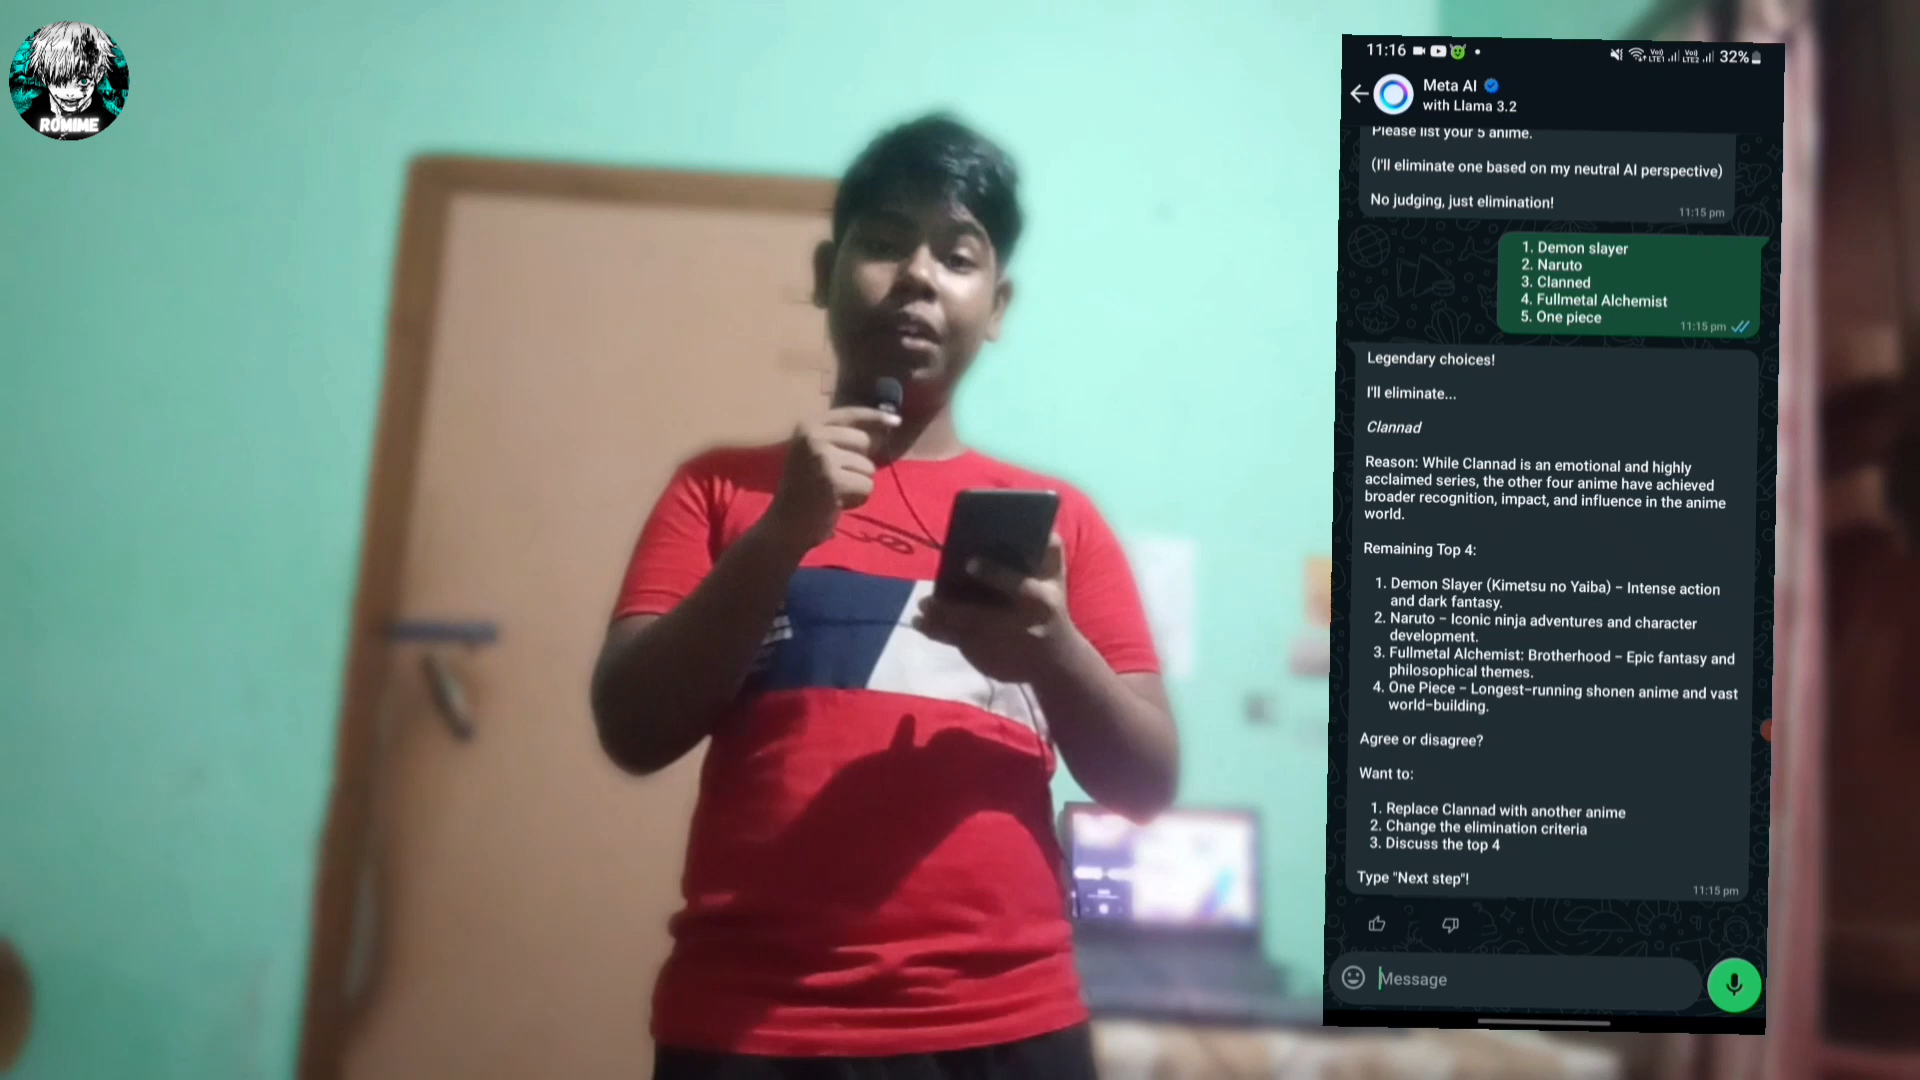 ROMIME
11:16
32%
Meta AI
with Llama 3.2
Please list your 5 anime.
(I'll eliminate one based on my neutral AI perspective)
No judging, just elimination!
11:15 pm
1. Demon slayer
2. Naruto
3. Clanned
4. Fullmetal Alchemist
5. One piece
11:15 pm
Legendary choices!
I'll eliminate...
Clannad
Reason: While Clannad is an emotional and highly
acclaimed series, the other four anime have achieved
broader recognition, impact, and influence in the anime
world.
Remaining Top 4:
1. Demon Slayer (Kimetsu no Yaiba) – Intense action
and dark fantasy.
2. Naruto – Iconic ninja adventures and character
development.
3. Fullmetal Alchemist: Brotherhood – Epic fantasy and
philosophical themes.
4. One Piece – Longest-running shonen anime and vast
world-building.
Agree or disagree?
Want to:
1. Replace Clannad with another anime
2. Change the elimination criteria
3. Discuss the top 4
Type "Next step"!
11:15 pm
Message